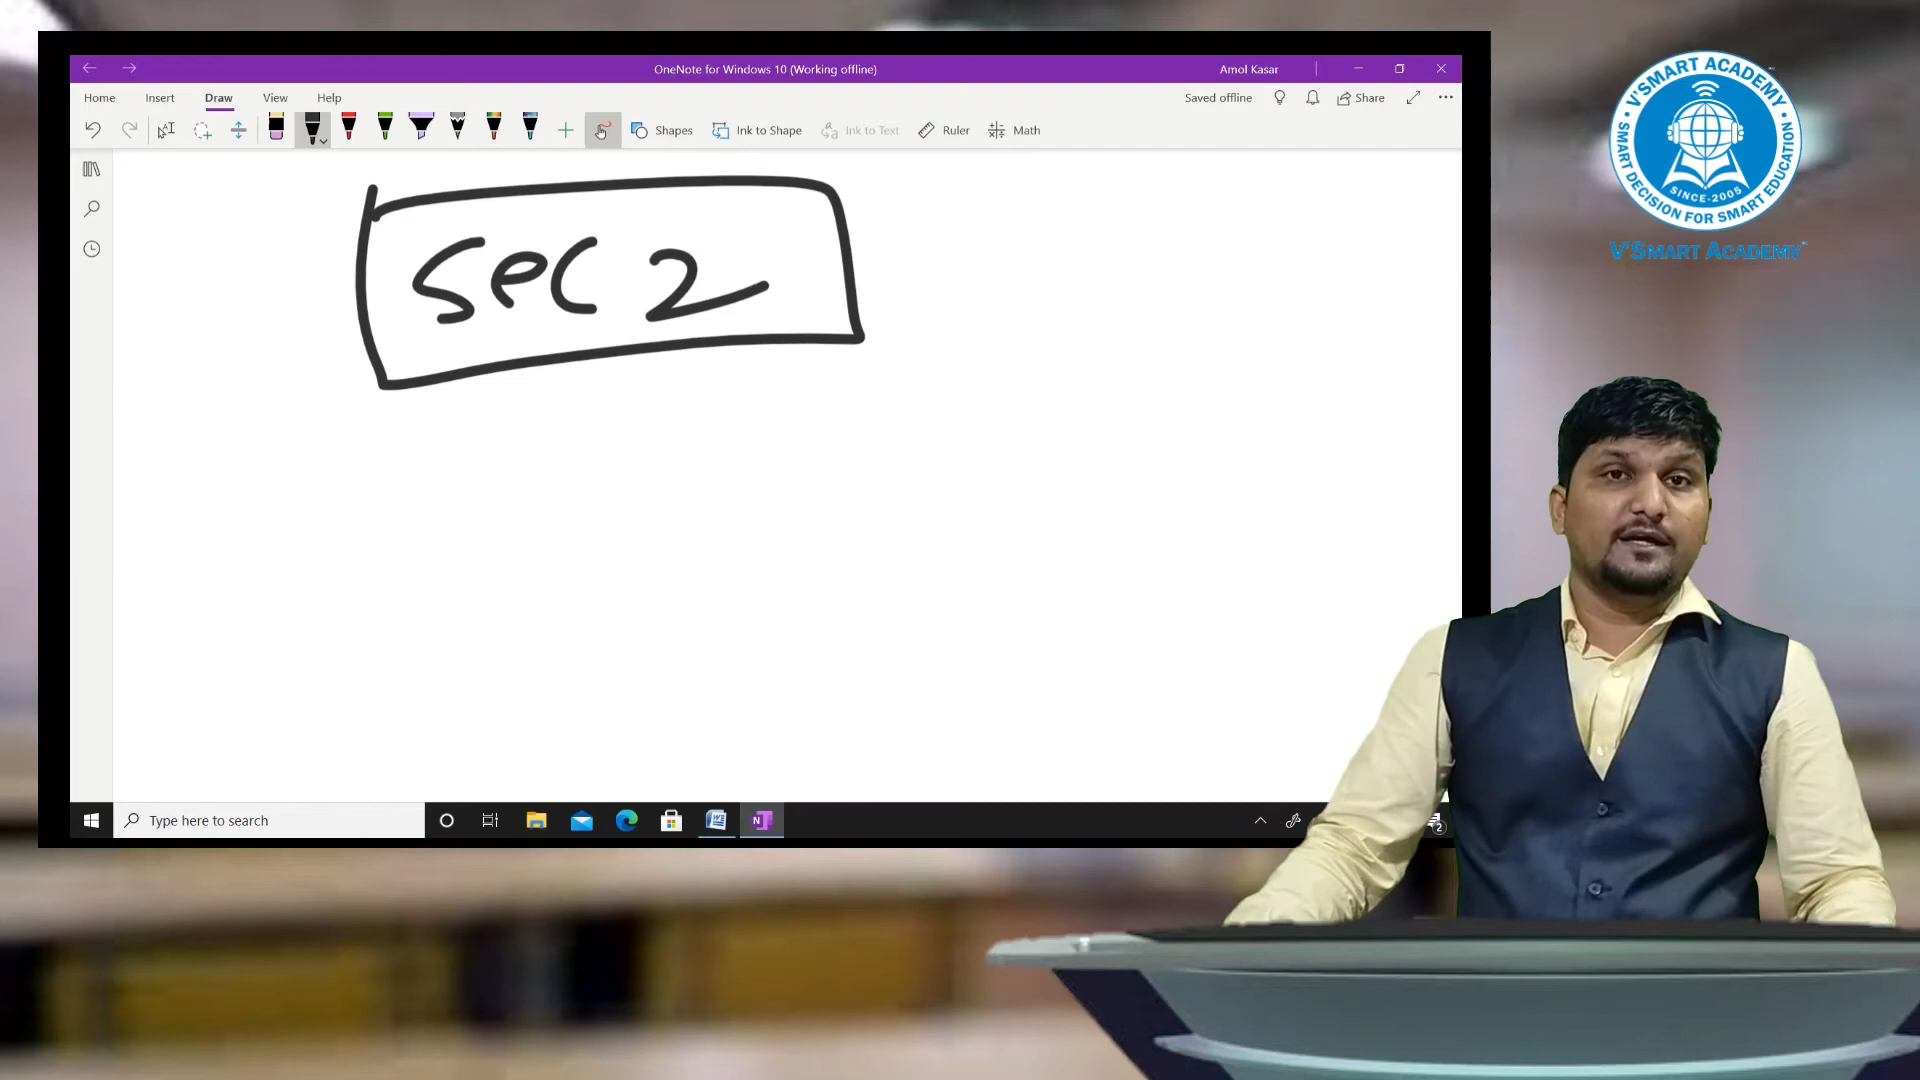 OneNote for Windows 10 (Working offline)
Amol Kasar
Home Insert Draw View Help
Saved offline
Share
Shapes
Ink to Shape
Ink to Text
Ruler
Math
Sec 2
Type here to search
2
V'SMART ACADEMY
SMART DECISION FOR SMART EDUCATION
SINCE-2005
V'SMART ACADEMY